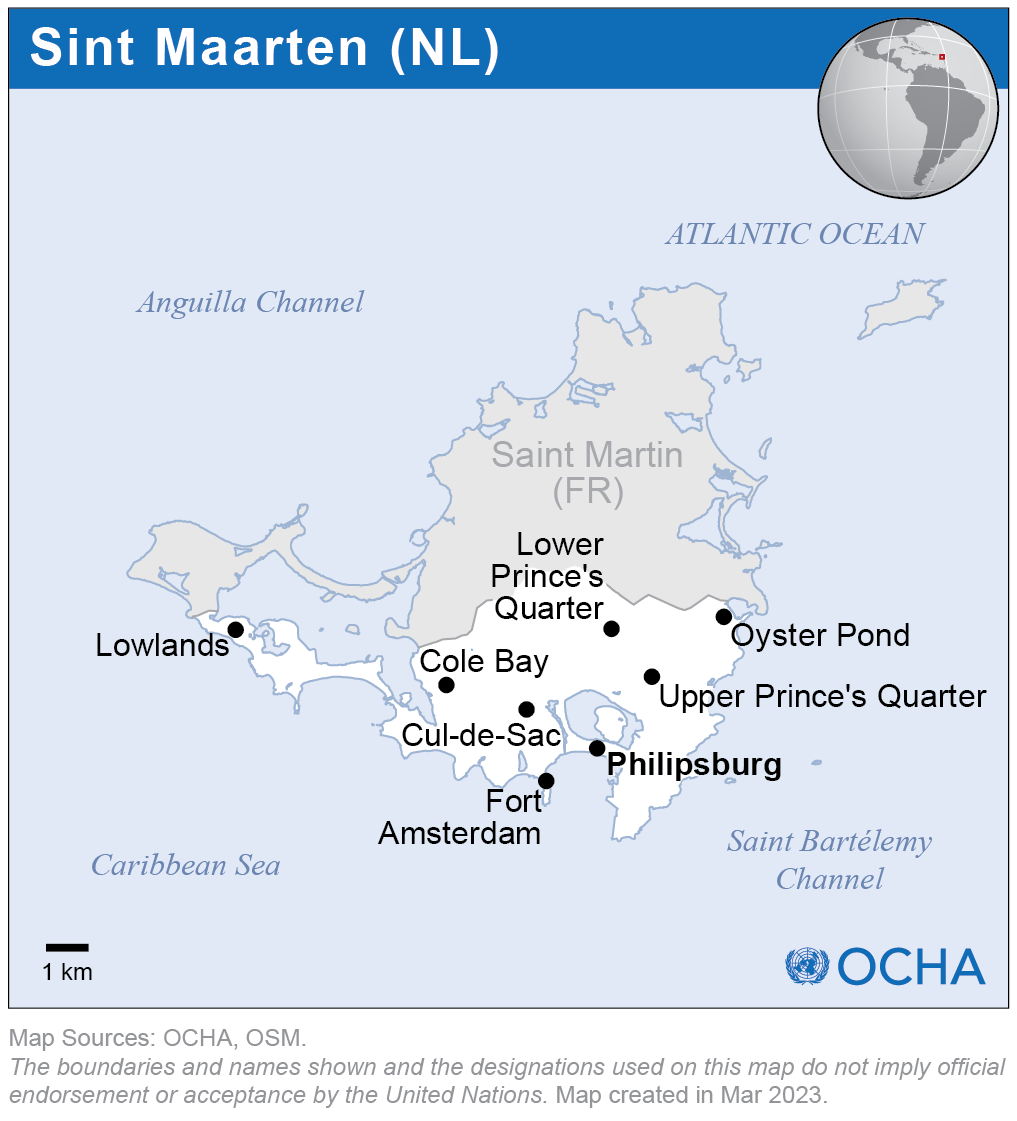 Sint Maarten (NL)
ATLANTIC OCEAN
Anguilla Channel
Saint Martin
(FR)
Lower
Prince's
Quarter
Lowlands
Oyster Pond
Cole Bay
Upper Prince's Quarter
Cul-de-Sac
Philipsburg
Fort
Amsterdam
Caribbean Sea
Saint Bartélemy
Channel
1 km
OCHA
Map Sources: OCHA, OSM.
The boundaries and names shown and the designations used on this map do not imply official
endorsement or acceptance by the United Nations. Map created in Mar 2023.